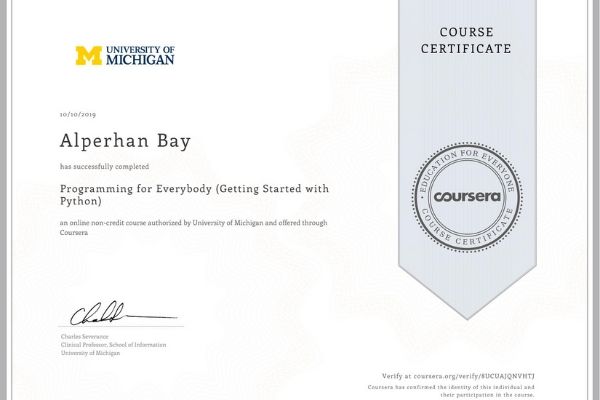 UNIVERSITY OF
MICHIGAN
COURSE
CERTIFICATE
10/10/2019
Alperhan Bay
has successfully completed
Programming for Everybody (Getting Started with
Python)
an online non-credit course authorized by University of Michigan and offered through
Coursera
EDUCATION FOR EVERYONE
coursera
COURSE CERTIFICATE
Charles Severance
Clinical Professor, School of Information
University of Michigan
Verify at coursera.org/verify/8UCUAJQNVHTJ
Coursera has confirmed the identity of this individual and
their participation in the course.